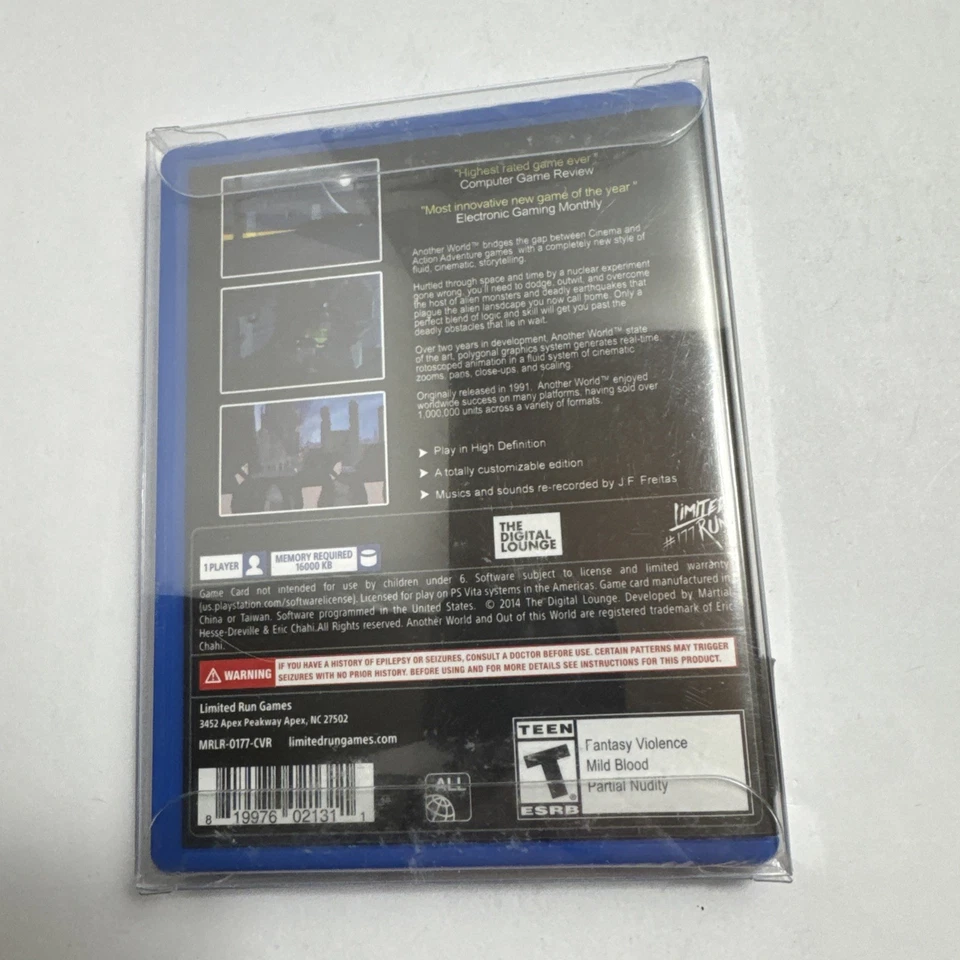 "Highest rated game ever"
Computer Game Review
"Most innovative new game of the year"
Electronic Gaming Monthly
Another World™ bridges the gap between Cinema and
Action Adventure games, with a completely new style of
fluid, cinematic, storytelling.
Hurtled through space and time by a nuclear experiment
gone wrong, you'll need to dodge, outwit, and overcome
the host of alien monsters and deadly earthquakes that
plague the alien lansdcape you now call home. Only a
perfect blend of logic and skill will get you past the
deadly obstacles that lie in wait.
Over two years in development, Another World™ state
of the art, polygonal graphics system generates real-time,
rotoscoped animation in a fluid system of cinematic
zooms, pans, close-ups, and scaling.
Originally released in 1991, Another World™ enjoyed
worldwide success on many platforms, having sold over
1,000,000 units across a variety of formats.
Play in High Definition
A totally customizable edition
Musics and sounds re-recorded by J.F. Freitas
THE
DIGITAL
LOUNGE
LIMITED
RUN
#177
1 PLAYER
MEMORY REQUIRED
16000 KB
Game Card not intended for use by children under 6. Software subject to license and limited warranty
(us.playstation.com/softwarelicense). Licensed for play on PS Vita systems in the Americas. Game card manufactured in
China or Taiwan. Software programmed in the United States. © 2014 The Digital Lounge. Developed by Martial
Hesse-Dreville & Eric Chahi.All Rights reserved. Another World and Out of this World are registered trademark of Eric
Chahi.
WARNING
IF YOU HAVE A HISTORY OF EPILEPSY OR SEIZURES, CONSULT A DOCTOR BEFORE USE. CERTAIN PATTERNS MAY TRIGGER
SEIZURES WITH NO PRIOR HISTORY. BEFORE USING AND FOR MORE DETAILS SEE INSTRUCTIONS FOR THIS PRODUCT.
Limited Run Games
3452 Apex Peakway Apex, NC 27502
MRLR-0177-CVR limitedrungames.com
8 19976 02131 1
ALL
TEEN
T
ESRB
Fantasy Violence
Mild Blood
Partial Nudity